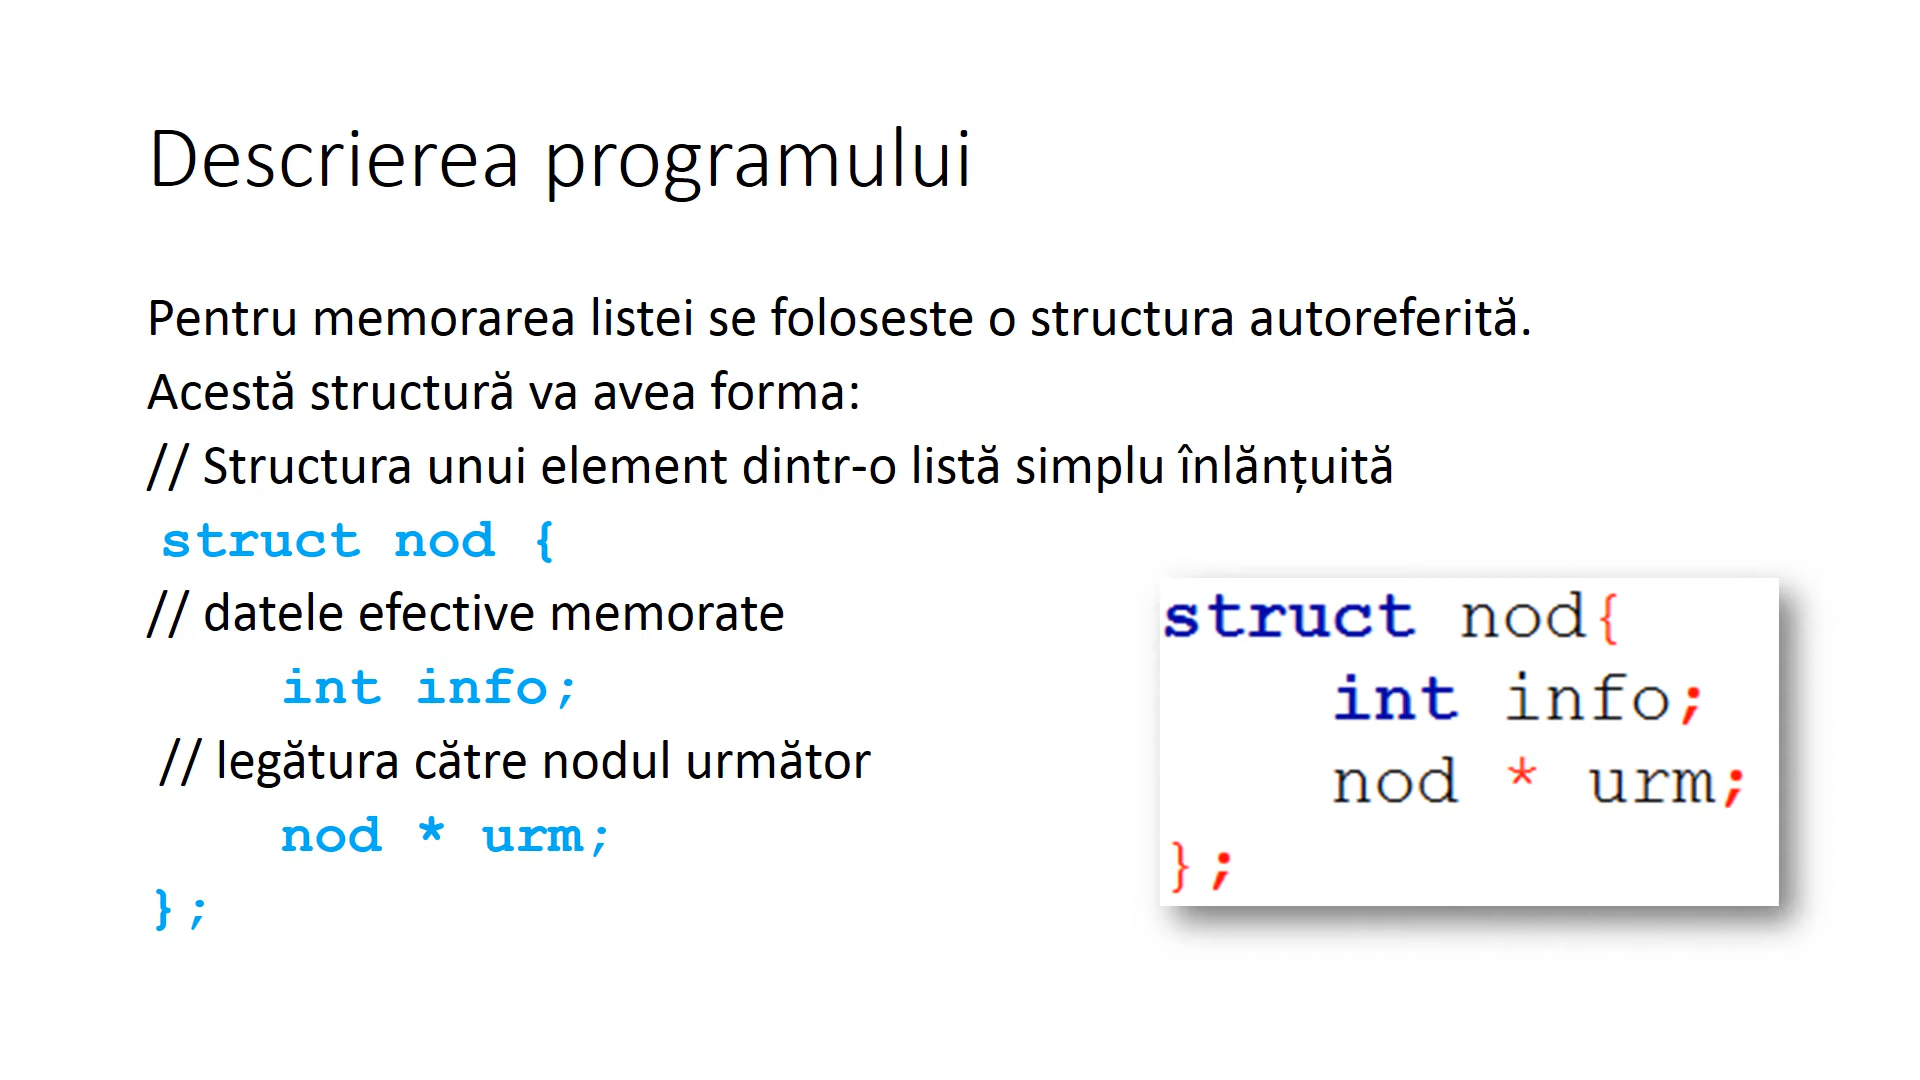 Descrierea programului
Pentru memorarea listei se foloseste o structura autoreferită.
Acestă structură va avea forma:
// Structura unui element dintr-o listă simplu înlănțuită
struct nod {
// datele efective memorate
int info;
// legătura către nodul următor
nod * urm;
};
struct nod{
int info;
nod * urm;
};